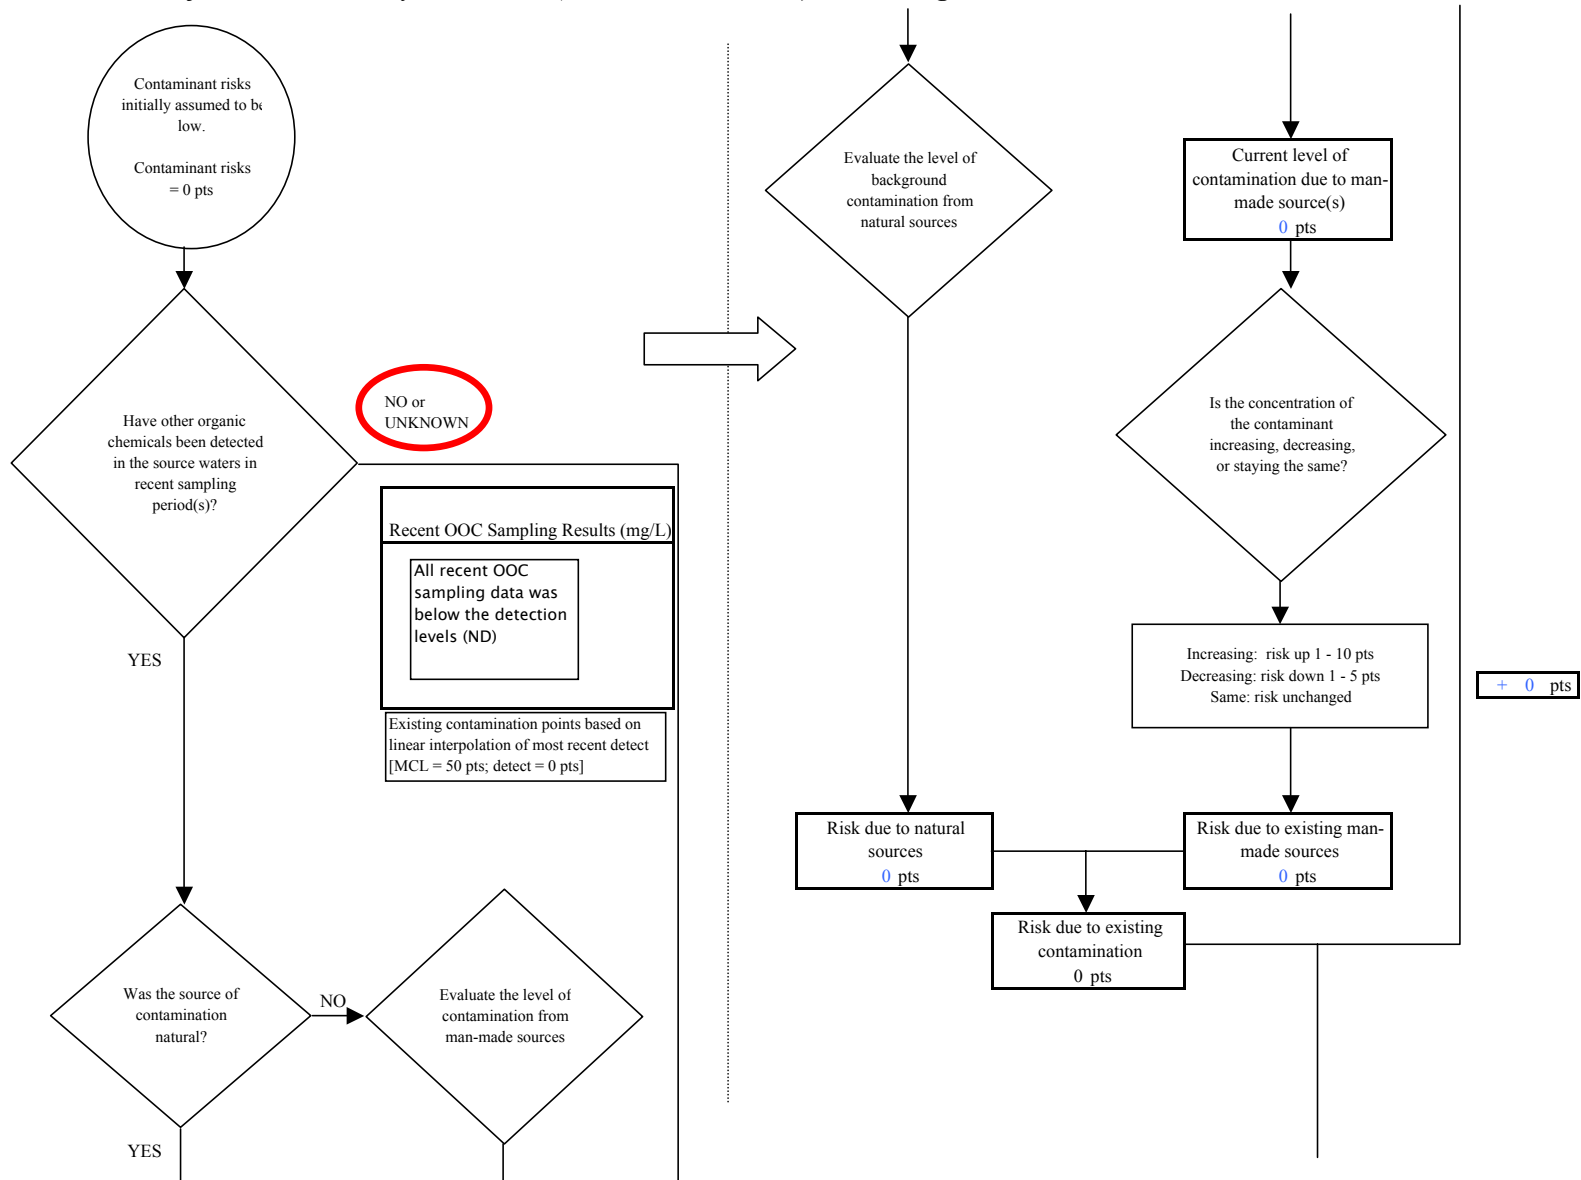 Contaminant risks
initially assumed to be
low.
Contaminant risks
= 0 pts
Have other organic
chemicals been detected
in the source waters in
recent sampling
period(s)?
NO or
UNKNOWN
Recent OOC Sampling Results (mg/L)
All recent OOC
sampling data was
below the detection
levels (ND)
Existing contamination points based on
linear interpolation of most recent detect
[MCL = 50 pts; detect = 0 pts]
YES
Was the source of
contamination
natural?
NO
Evaluate the level of
contamination from
man-made sources
YES
Evaluate the level of
background
contamination from
natural sources
Current level of
contamination due to man-
made source(s)
0 pts
Is the concentration of
the contaminant
increasing, decreasing,
or staying the same?
Increasing: risk up 1 - 10 pts
Decreasing: risk down 1 - 5 pts
Same: risk unchanged
+ 0 pts
Risk due to natural
sources
0 pts
Risk due to existing man-
made sources
0 pts
Risk due to existing
contamination
0 pts